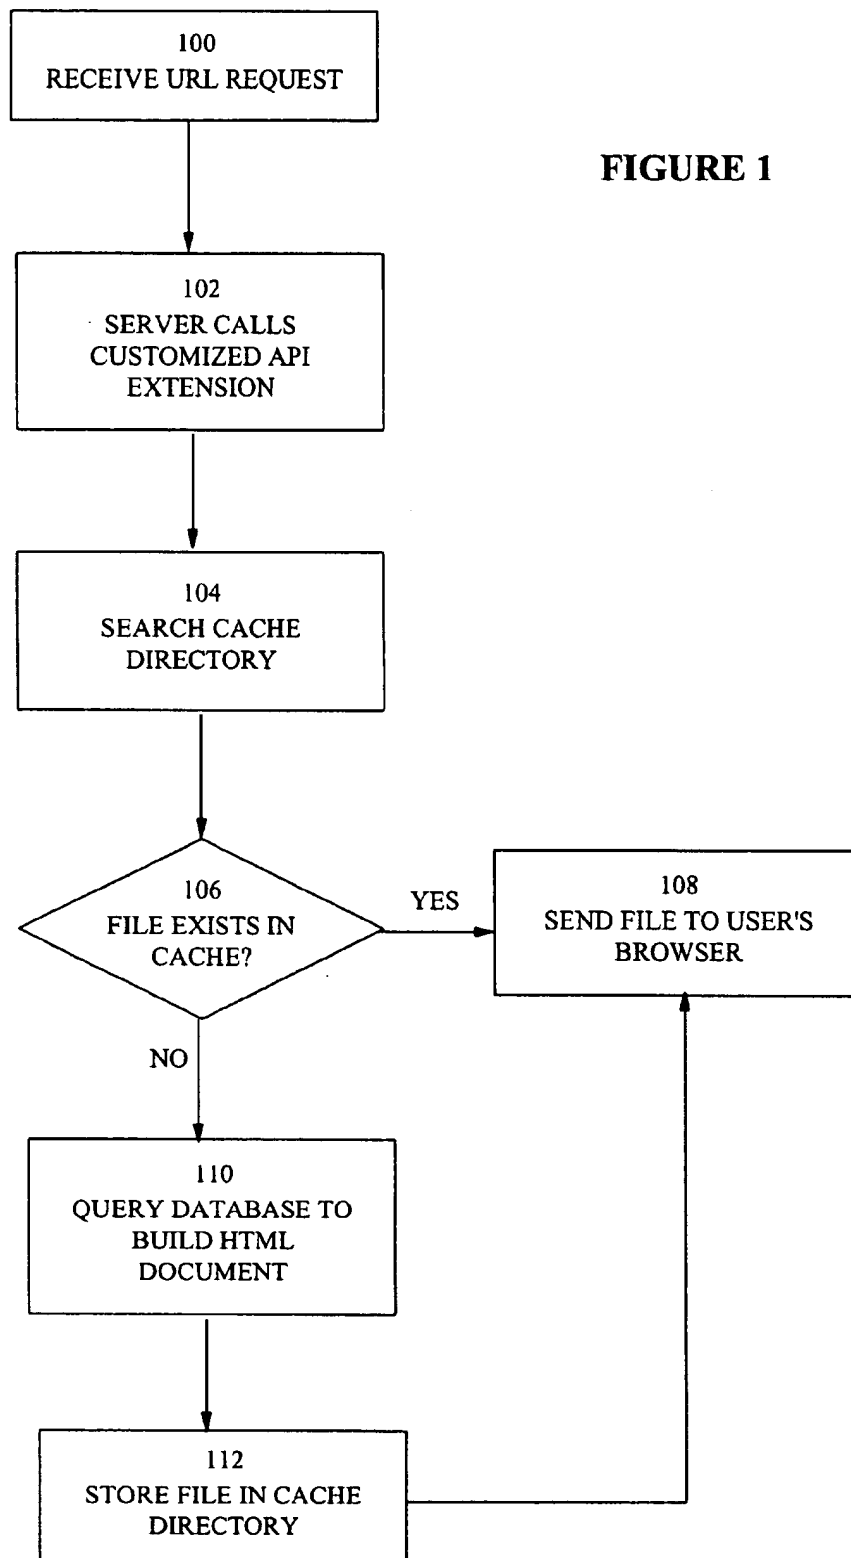 100
RECEIVE URL REQUEST
FIGURE 1
102
SERVER CALLS
CUSTOMIZED API
EXTENSION
104
SEARCH CACHE
DIRECTORY
106
FILE EXISTS IN
CACHE?
YES
108
SEND FILE TO USER'S
BROWSER
NO
110
QUERY DATABASE TO
BUILD HTML
DOCUMENT
112
STORE FILE IN CACHE
DIRECTORY